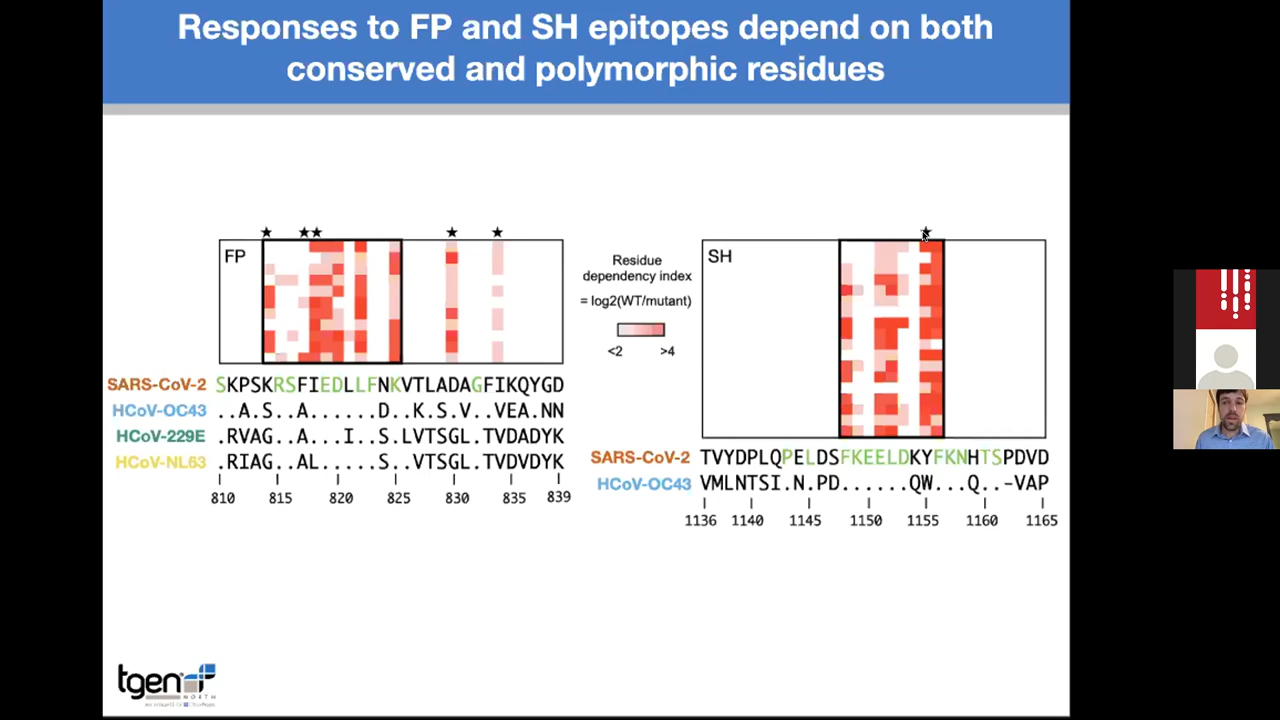 Responses to FP and SH epitopes depend on both
conserved and polymorphic residues
FP
Residue
dependency index
= log2(WT/mutant)
<2 >4
SH
SARS-CoV-2 SKPSKRSFIEDLLFNKVTLADAGFIKQYGD
HCoV-OC43 ..A.S..A......D..K.S.V..VEA.NN
HCoV-229E .RVAG..A...I..S.LVTSGL.TVDADYK
HCoV-NL63 .RIAG..AL.....S..VTSGL.TVDVDYK
810 815 820 825 830 835 839
SARS-CoV-2 TVYDPLQPELDSFKEELDKYFKNHTSPDVD
HCoV-OC43 VMLNTSI.N.PD......QW...Q..-VAP
1136 1140 1145 1150 1155 1160 1165
tgen
NORTH